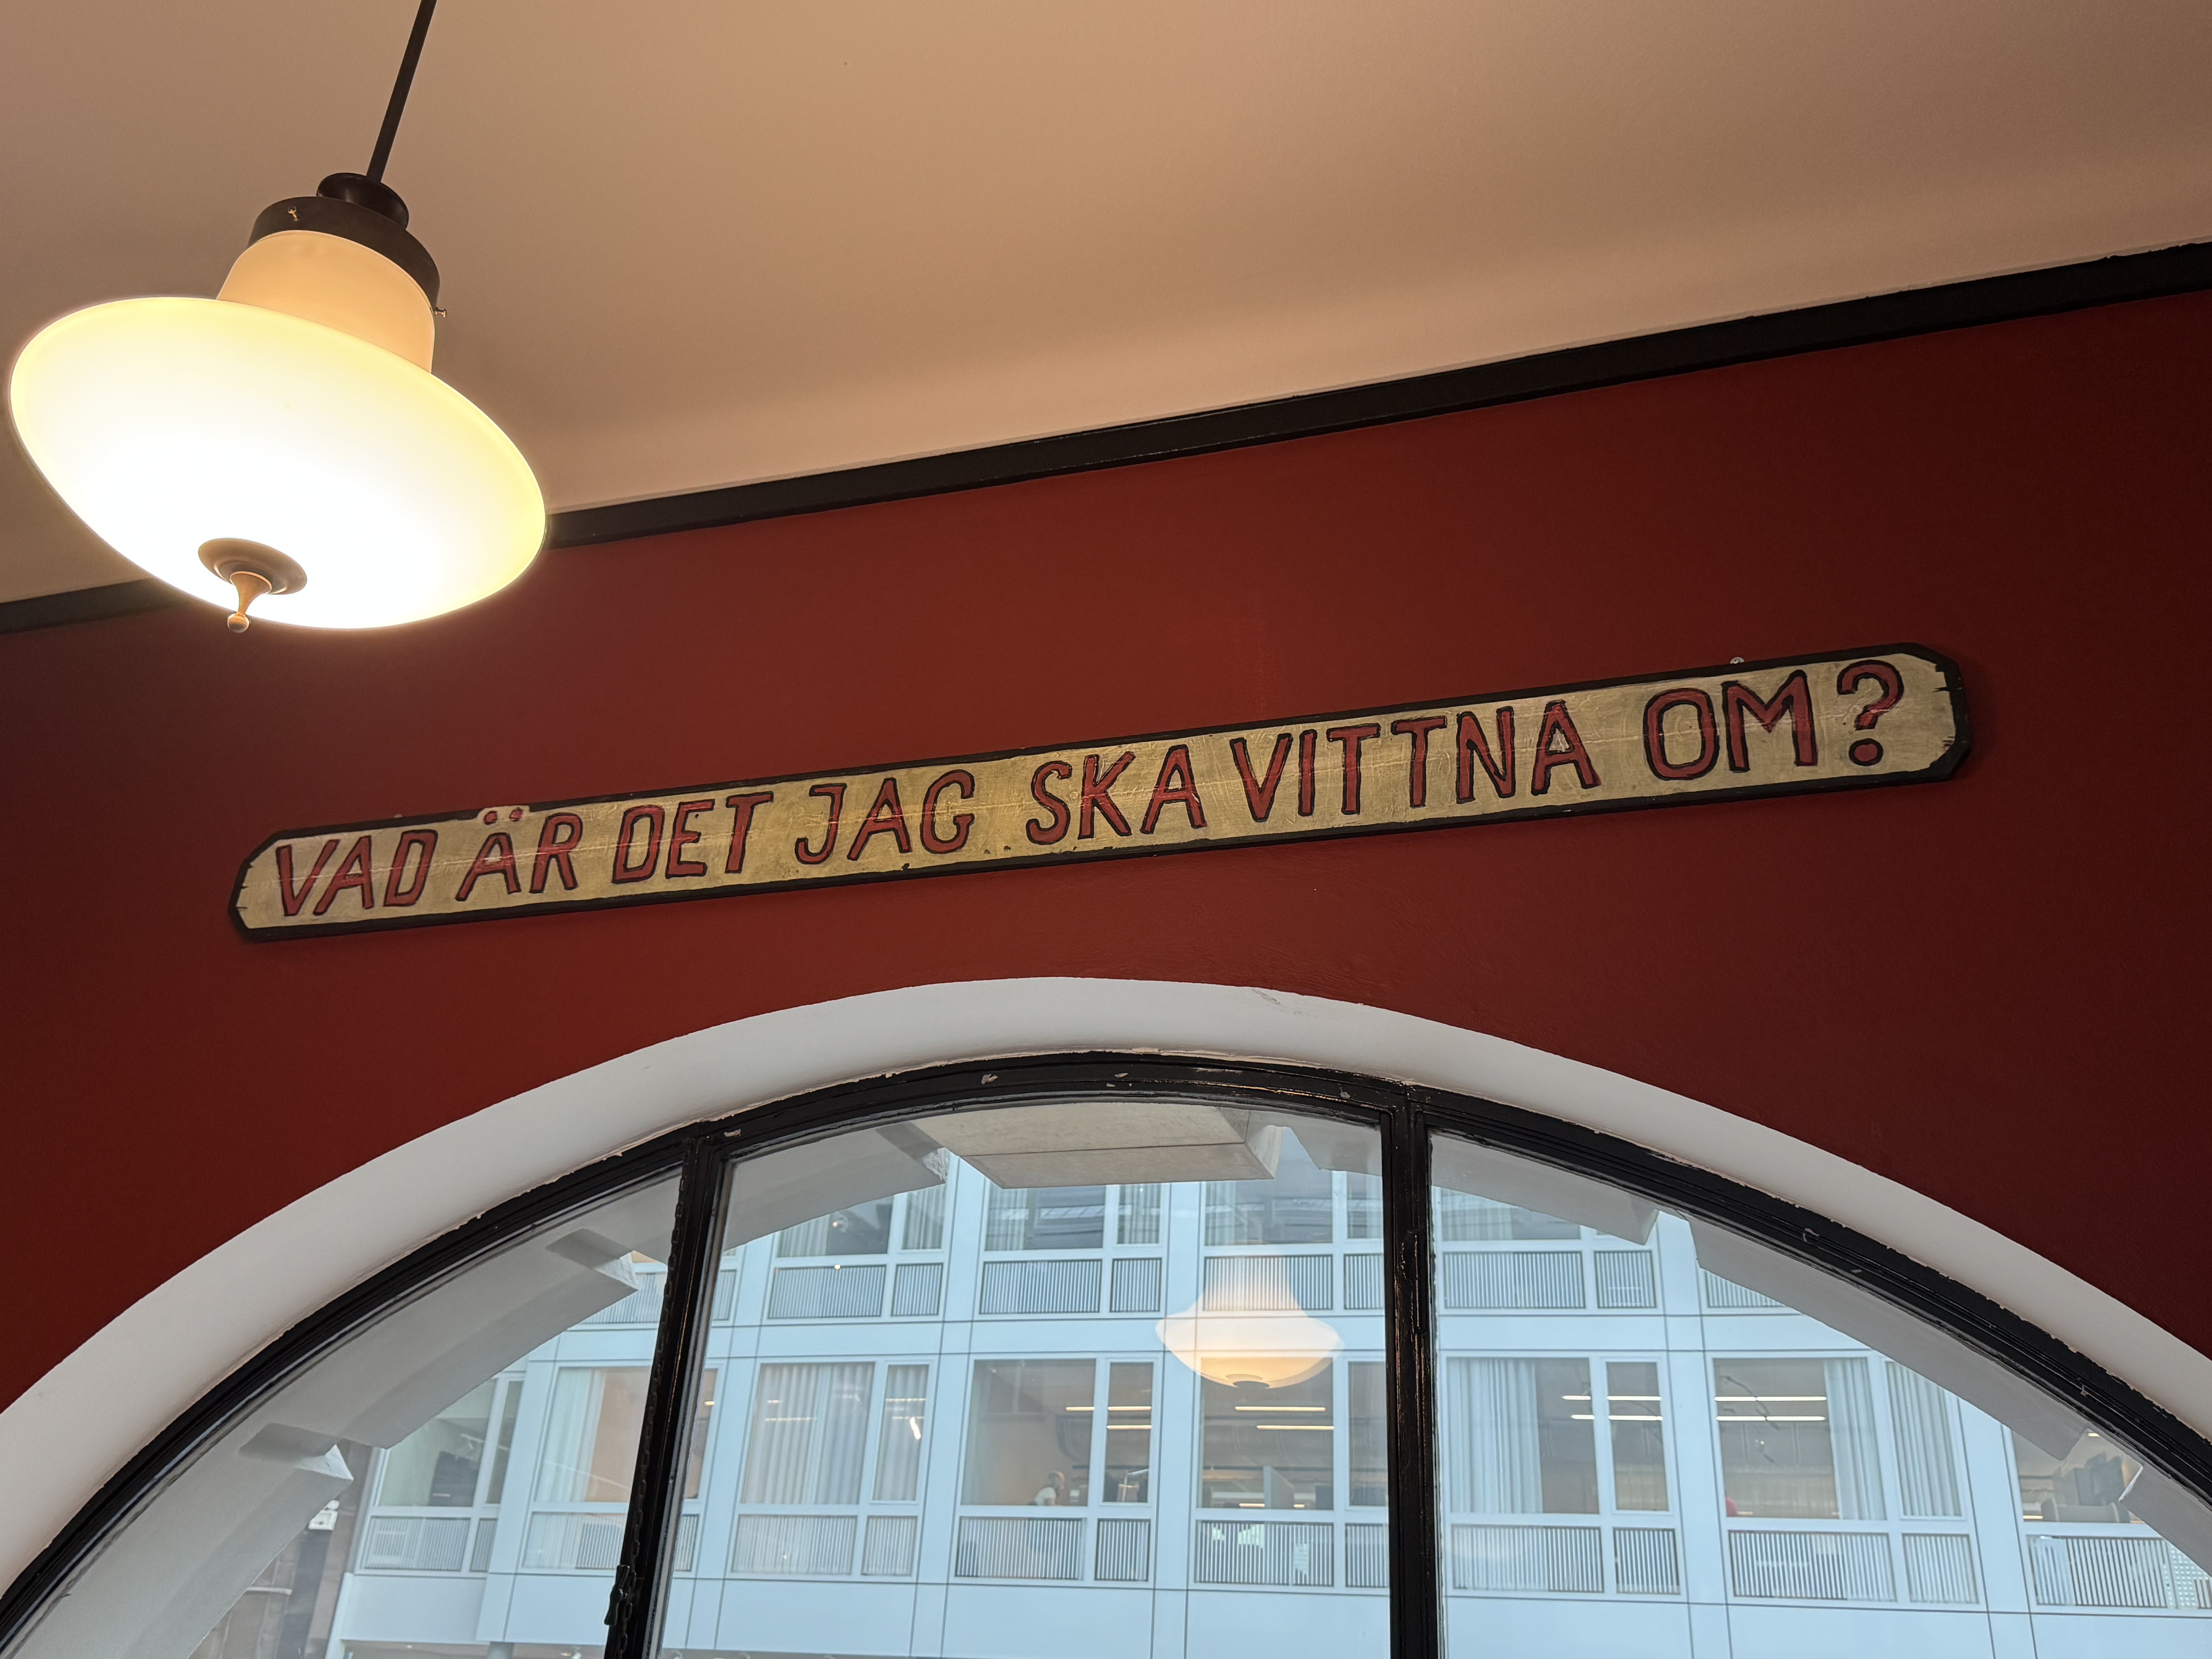 VAD ÄR DET JAG SKA VITTNA OM?